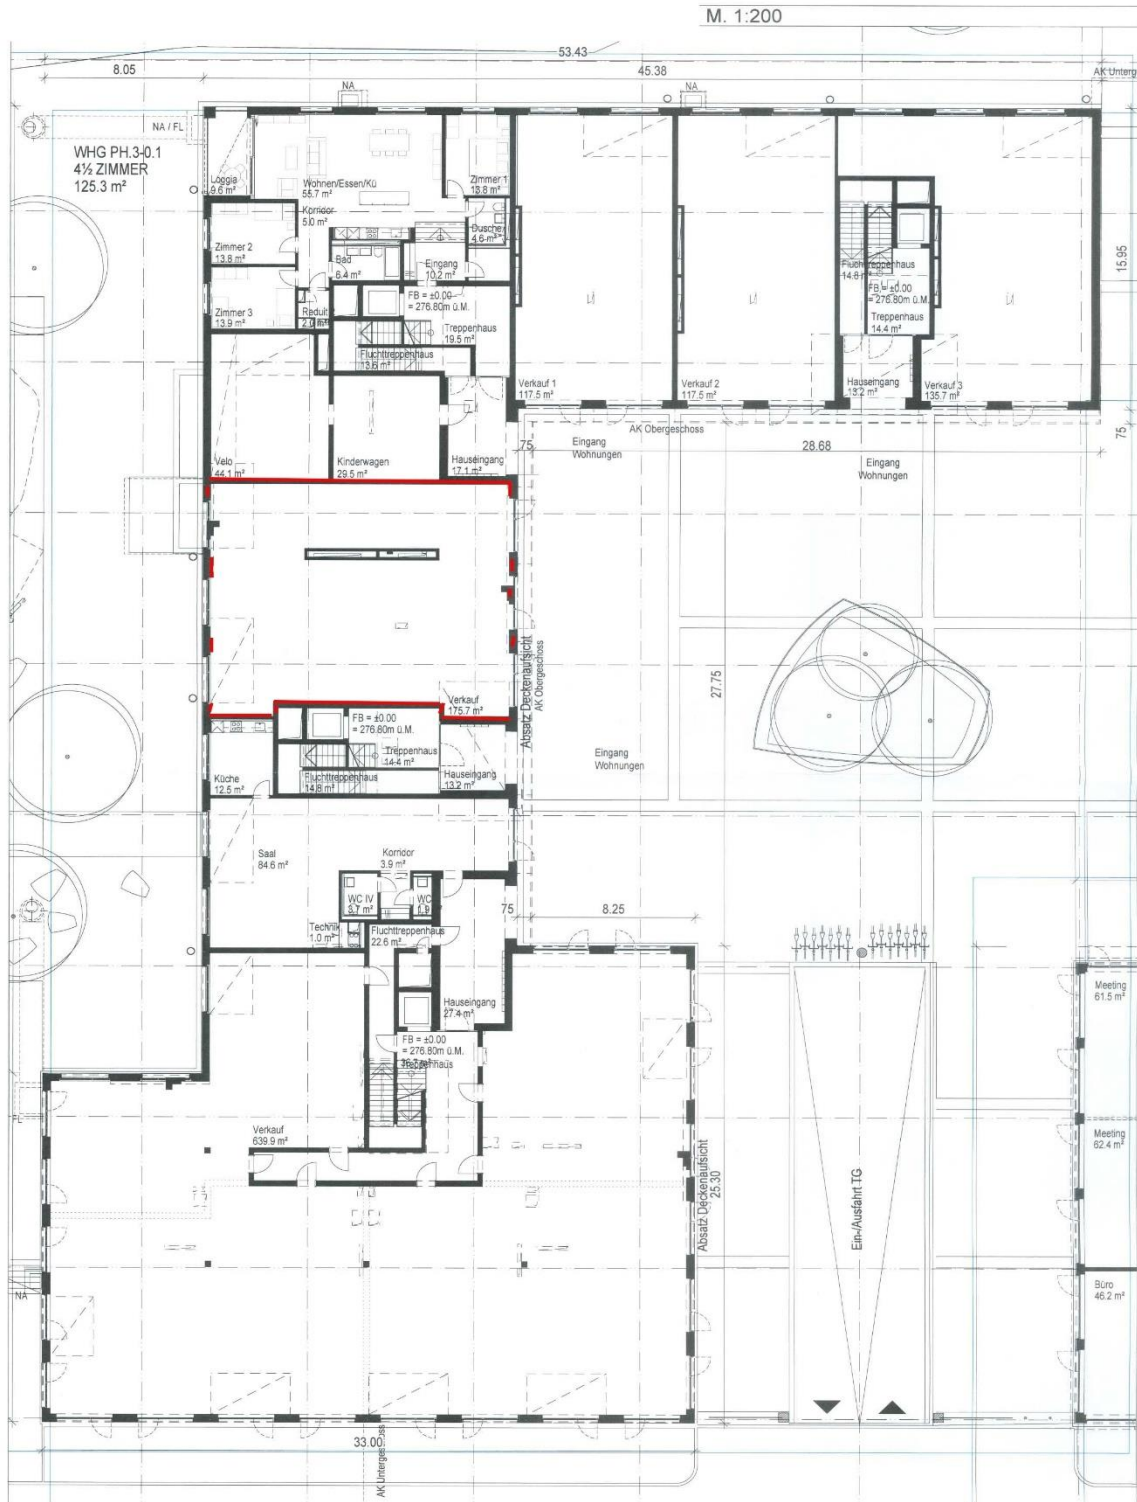 M. 1:200
53.43
8.05
45.38
AK Unterg
NA
NA
NA / FL
WHG PH.3-0.1
4½ ZIMMER
125.3 m²
Loggia
9.6 m²
Wohnen/Essen/Kü
55.7 m²
Zimmer 1
13.8 m²
Korridor
5.0 m²
Dusche
4.6 m²
Zimmer 2
13.8 m²
Bad
6.4 m²
Eingang
10.2 m²
Zimmer 3
13.9 m²
Reduit
2.0 m²
FB = ±0.00
= 276.80m ü.M.
Treppenhaus
19.5 m²
Fluchttreppenhaus
13.6 m²
Fluchttreppenhaus
14.8 m²
FB = ±0.00
= 276.80m ü.M.
Treppenhaus
14.4 m²
15.95
Verkauf 1
117.5 m²
Verkauf 2
117.5 m²
Hauseingang
13.2 m²
Verkauf 3
135.7 m²
AK Obergeschoss
75
28.68
75
Eingang
Wohnungen
Eingang
Wohnungen
Velo
44.1 m²
Kinderwagen
29.5 m²
Hauseingang
17.1 m²
Verkauf
175.7 m²
Absatz Deckenaufsicht
AK Obergeschoss
27.75
FB = ±0.00
= 276.80m ü.M.
Treppenhaus
14.4 m²
Küche
12.5 m²
Fluchttreppenhaus
14.8 m²
Hauseingang
13.2 m²
Eingang
Wohnungen
Saal
84.6 m²
Korridor
3.9 m²
WC IV
3.7 m²
WC
1.9
Technik
1.0 m²
Fluchttreppenhaus
22.6 m²
75
8.25
Hauseingang
27.4 m²
FB = ±0.00
= 276.80m ü.M.
Treppenhaus
Meeting
61.5 m²
FL
Verkauf
639.9 m²
Meeting
62.4 m²
Absatz Deckenaufsicht
25.30
Ein-/Ausfahrt TG
NA
Büro
46.2 m²
33.00
AK Untergeschoss